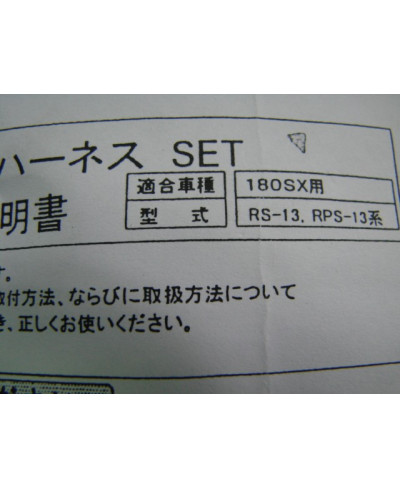 ハーネス SET
適合車種 180SX用
明書
型式 RS-13, RPS-13系
す。
取付方法、ならびに取扱方法について
き、正しくお使いください。